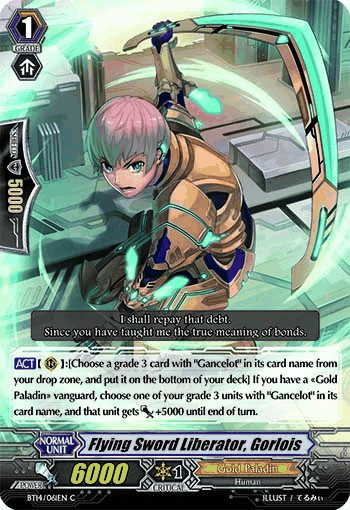 1
GRADE
SHIELD
5000
I shall repay that debt.
Since you have taught me the true meaning of bonds.
ACT [ ]:[Choose a grade 3 card with "Gancelot" in its card name from
your drop zone, and put it on the bottom of your deck] If you have a «Gold
Paladin» vanguard, choose one of your grade 3 units with "Gancelot" in its
card name, and that unit gets +5000 until end of turn.
NORMAL
UNIT
Flying Sword Liberator, Gorlois
POWER
6000
1
CRITICAL
Gold Paladin
Human
BT14/061EN C
ILLUST / てるみぃ